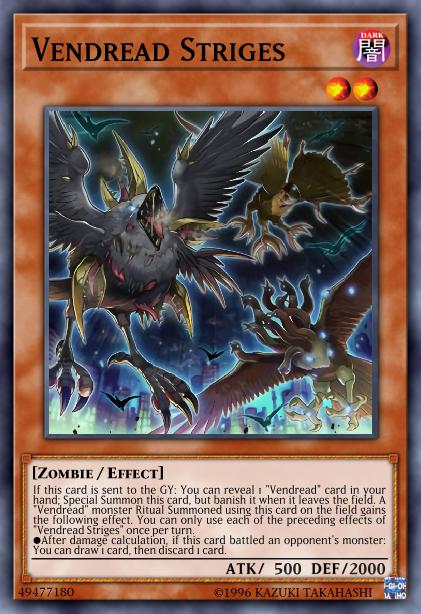 VENDREAD STRIGES
DARK
闇
[ZOMBIE / EFFECT]
If this card is sent to the GY: You can reveal 1 "Vendread" card in your
hand; Special Summon this card, but banish it when it leaves the field. A
"Vendread" monster Ritual Summoned using this card on the field gains
the following effect. You can only use each of the preceding effects of
"Vendread Striges" once per turn.
●After damage calculation, if this card battled an opponent's monster:
You can draw 1 card, then discard 1 card.
ATK/ 500 DEF/2000
49477180
©1996 KAZUKI TAKAHASHI